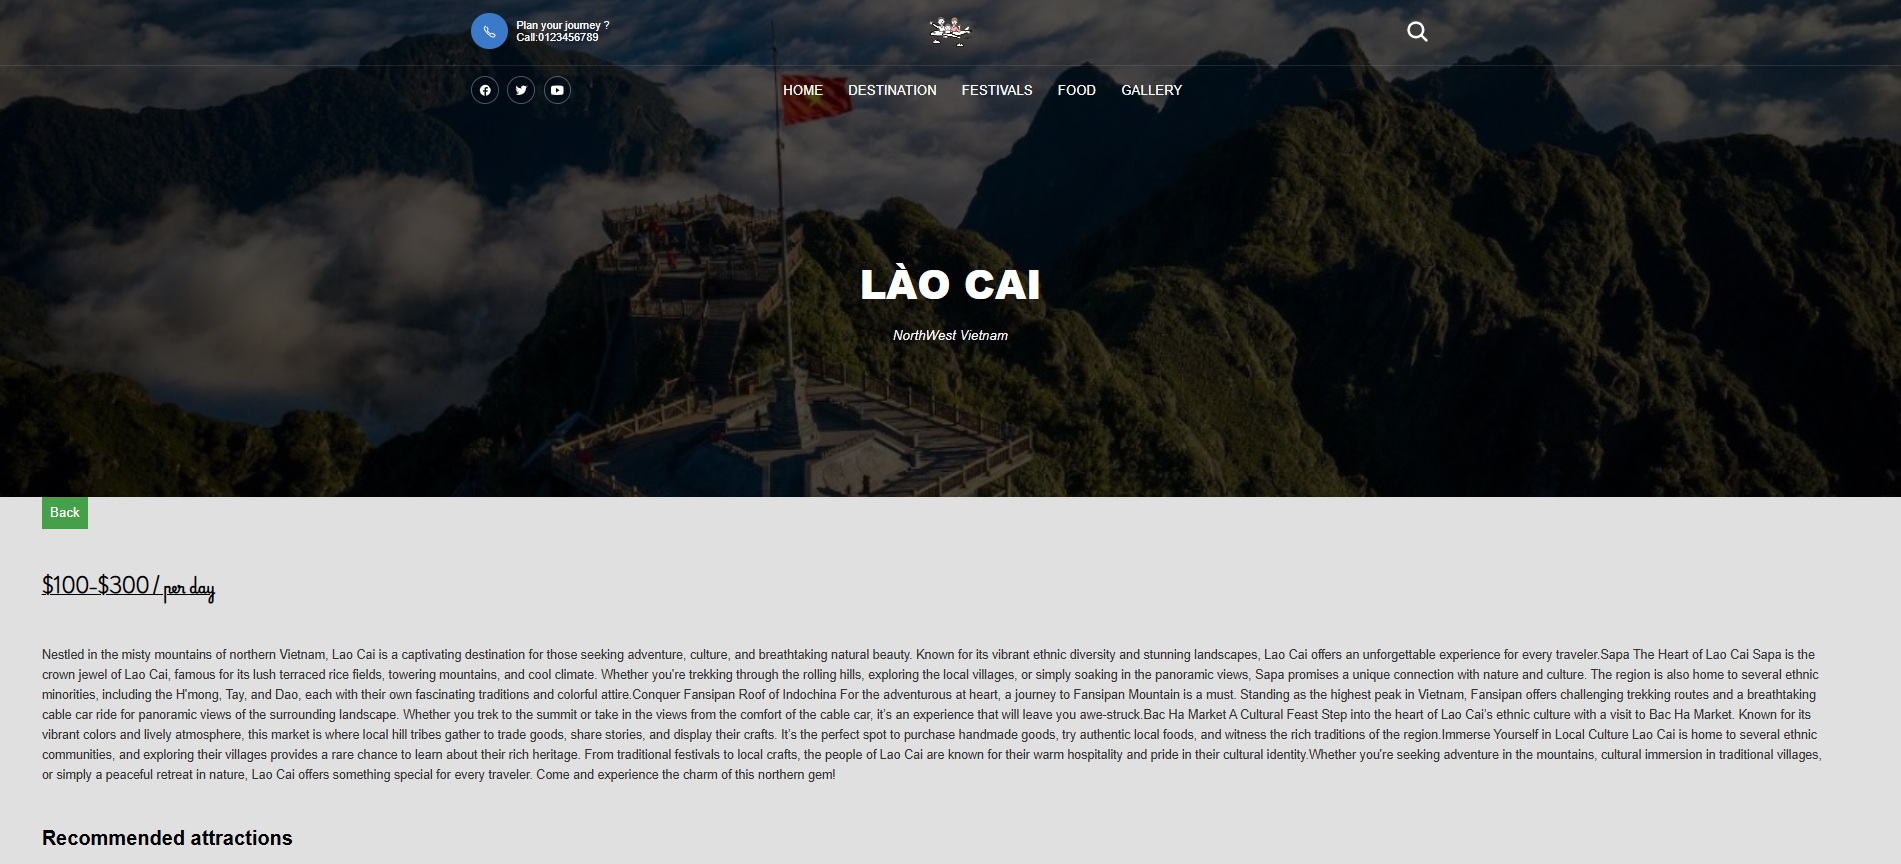 Plan your journey ?
Call:0123456789
HOME DESTINATION FESTIVALS FOOD GALLERY
LÀO CAI
NorthWest Vietnam
Back
$100-$300/per day
Nestled in the misty mountains of northern Vietnam, Lao Cai is a captivating destination for those seeking adventure, culture, and breathtaking natural beauty. Known for its vibrant ethnic diversity and stunning landscapes, Lao Cai offers an unforgettable experience for every traveler.Sapa The Heart of Lao Cai Sapa is the
crown jewel of Lao Cai, famous for its lush terraced rice fields, towering mountains, and cool climate. Whether you're trekking through the rolling hills, exploring the local villages, or simply soaking in the panoramic views, Sapa promises a unique connection with nature and culture. The region is also home to several ethnic
minorities, including the H'mong, Tay, and Dao, each with their own fascinating traditions and colorful attire.Conquer Fansipan Roof of Indochina For the adventurous at heart, a journey to Fansipan Mountain is a must. Standing as the highest peak in Vietnam, Fansipan offers challenging trekking routes and a breathtaking
cable car ride for panoramic views of the surrounding landscape. Whether you trek to the summit or take in the views from the comfort of the cable car, it's an experience that will leave you awe-struck.Bac Ha Market A Cultural Feast Step into the heart of Lao Cai's ethnic culture with a visit to Bac Ha Market. Known for its
vibrant colors and lively atmosphere, this market is where local hill tribes gather to trade goods, share stories, and display their crafts. It's the perfect spot to purchase handmade goods, try authentic local foods, and witness the rich traditions of the region.Immerse Yourself in Local Culture Lao Cai is home to several ethnic
communities, and exploring their villages provides a rare chance to learn about their rich heritage. From traditional festivals to local crafts, the people of Lao Cai are known for their warm hospitality and pride in their cultural identity.Whether you're seeking adventure in the mountains, cultural immersion in traditional villages,
or simply a peaceful retreat in nature, Lao Cai offers something special for every traveler. Come and experience the charm of this northern gem!
Recommended attractions